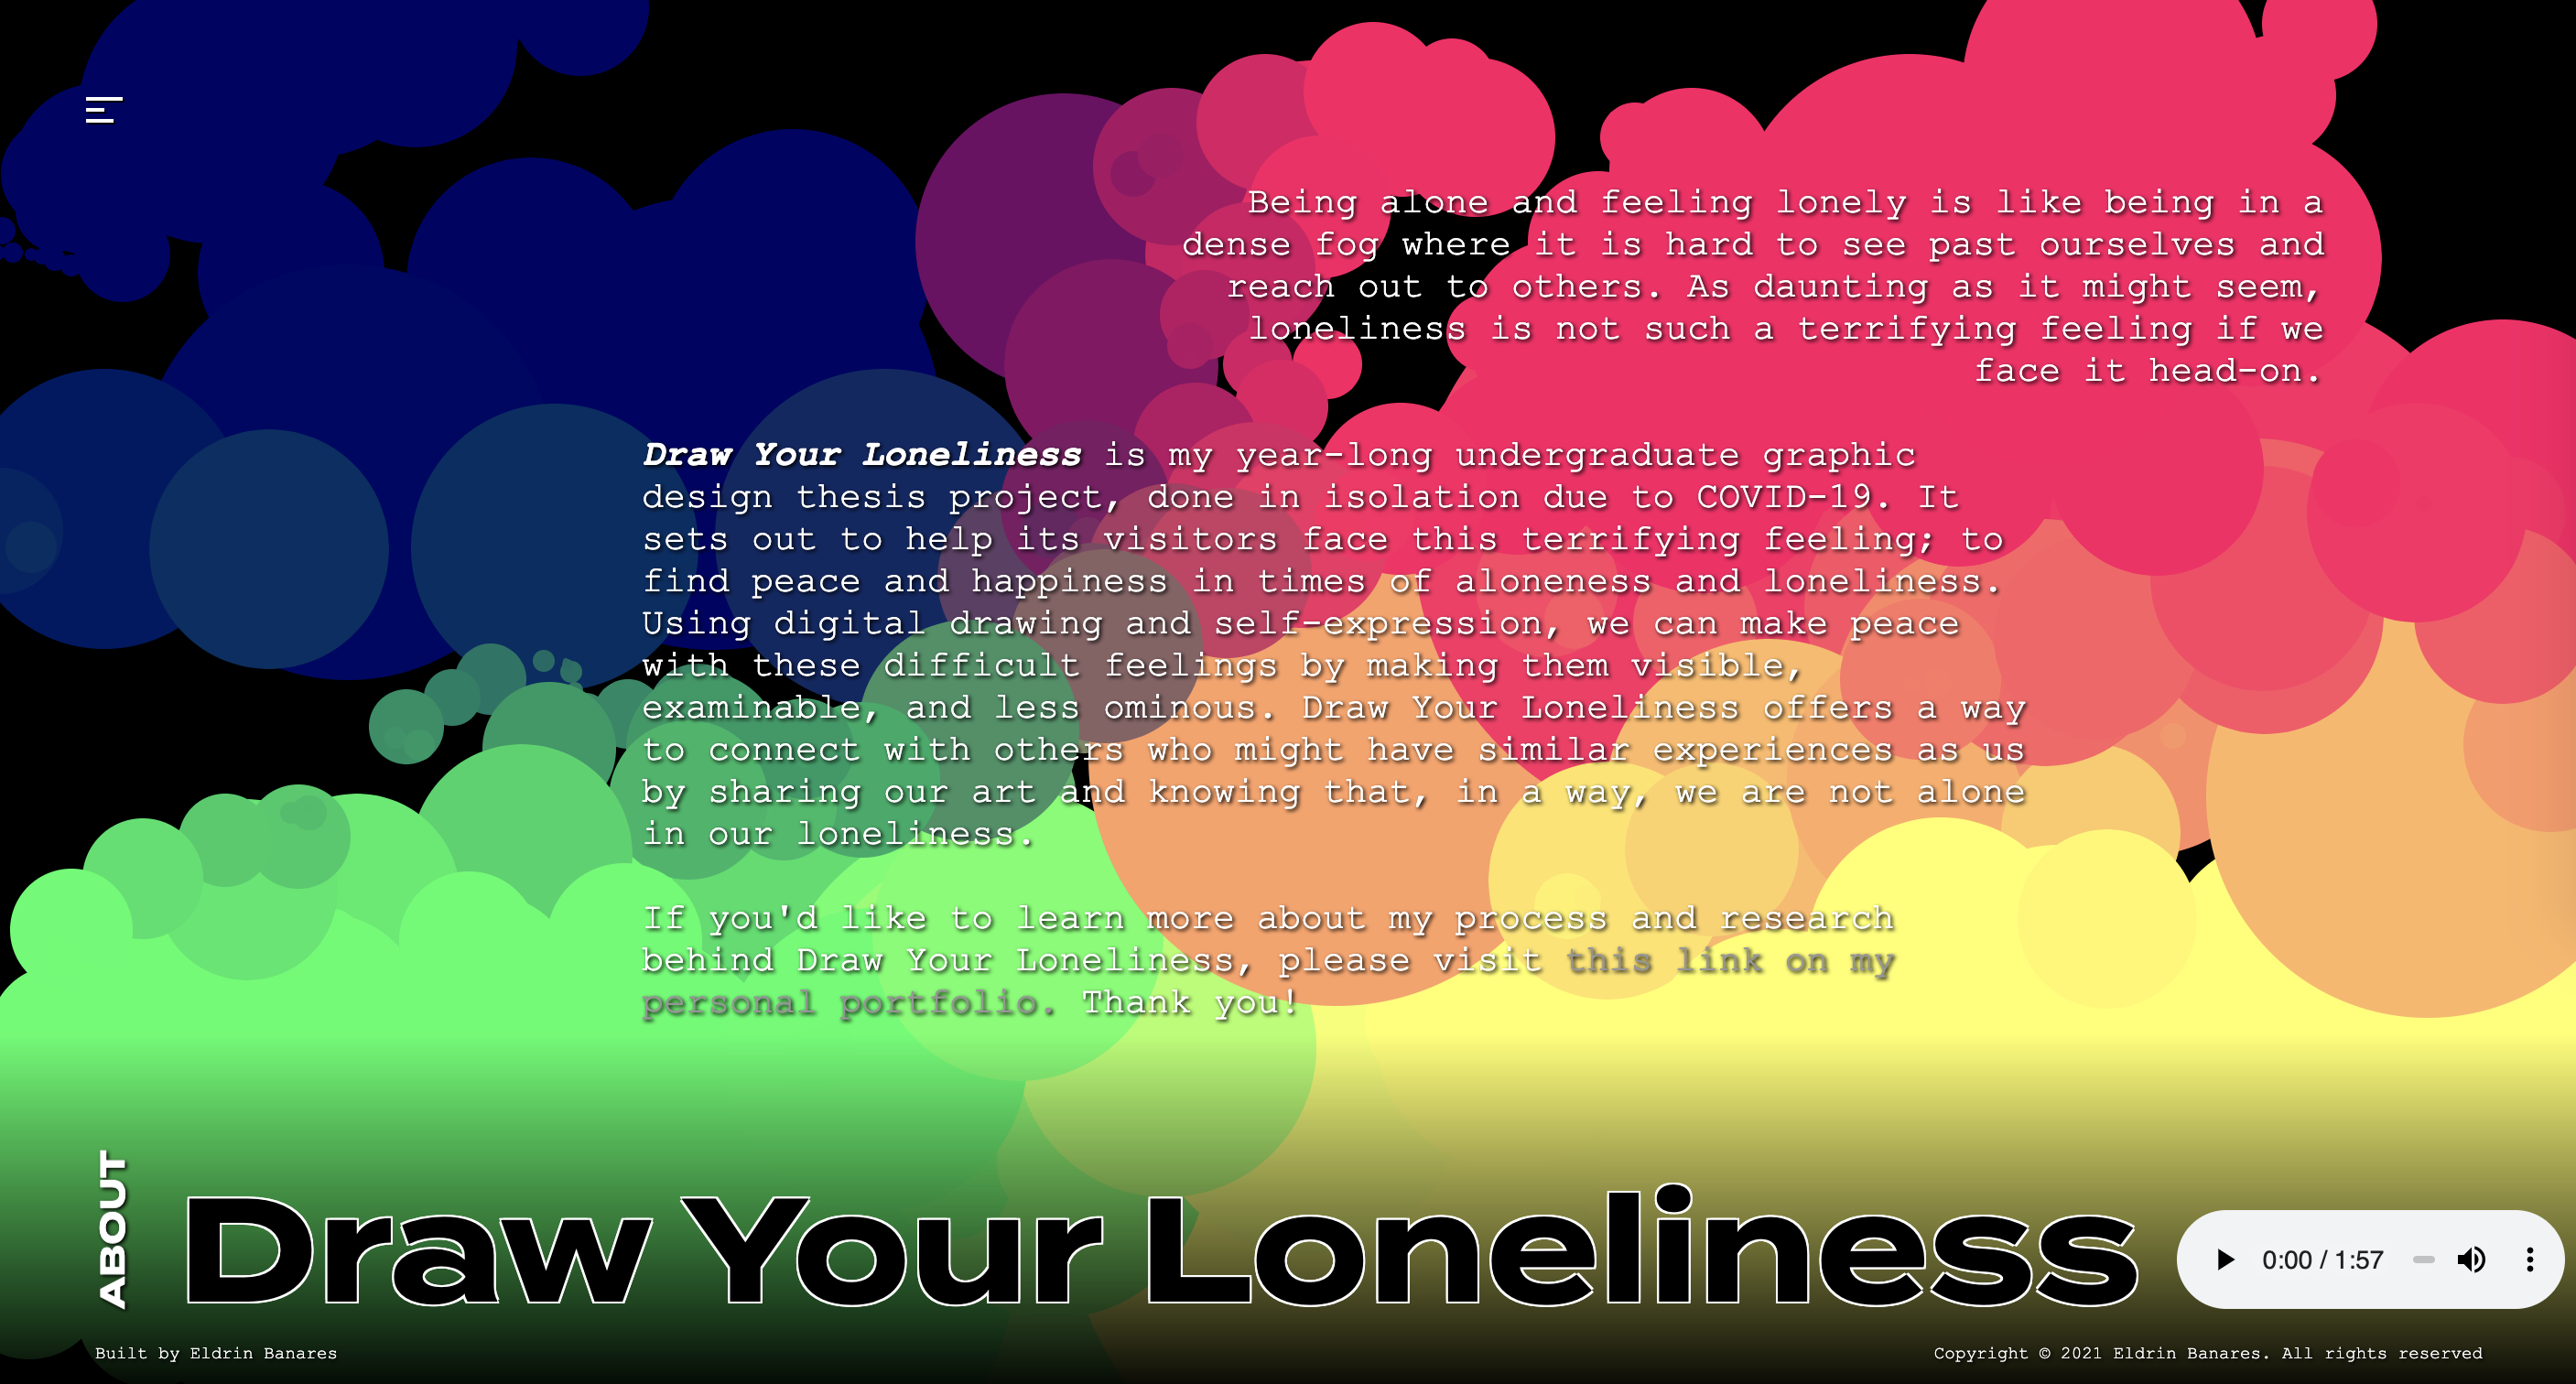 Being alone and feeling lonely is like being in a
dense fog where it is hard to see past ourselves and
reach out to others. As daunting as it might seem,
loneliness is not such a terrifying feeling if we
face it head-on.
Draw Your Loneliness is my year-long undergraduate graphic
design thesis project, done in isolation due to COVID-19. It
sets out to help its visitors face this terrifying feeling; to
find peace and happiness in times of aloneness and loneliness.
Using digital drawing and self-expression, we can make peace
with these difficult feelings by making them visible,
examinable, and less ominous. Draw Your Loneliness offers a way
to connect with others who might have similar experiences as us
by sharing our art and knowing that, in a way, we are not alone
in our loneliness.
If you'd like to learn more about my process and research
behind Draw Your Loneliness, please visit this link on my
personal portfolio. Thank you!
ABOUT
Draw Your Loneliness
0:00 / 1:57
Built by Eldrin Banares
Copyright © 2021 Eldrin Banares. All rights reserved